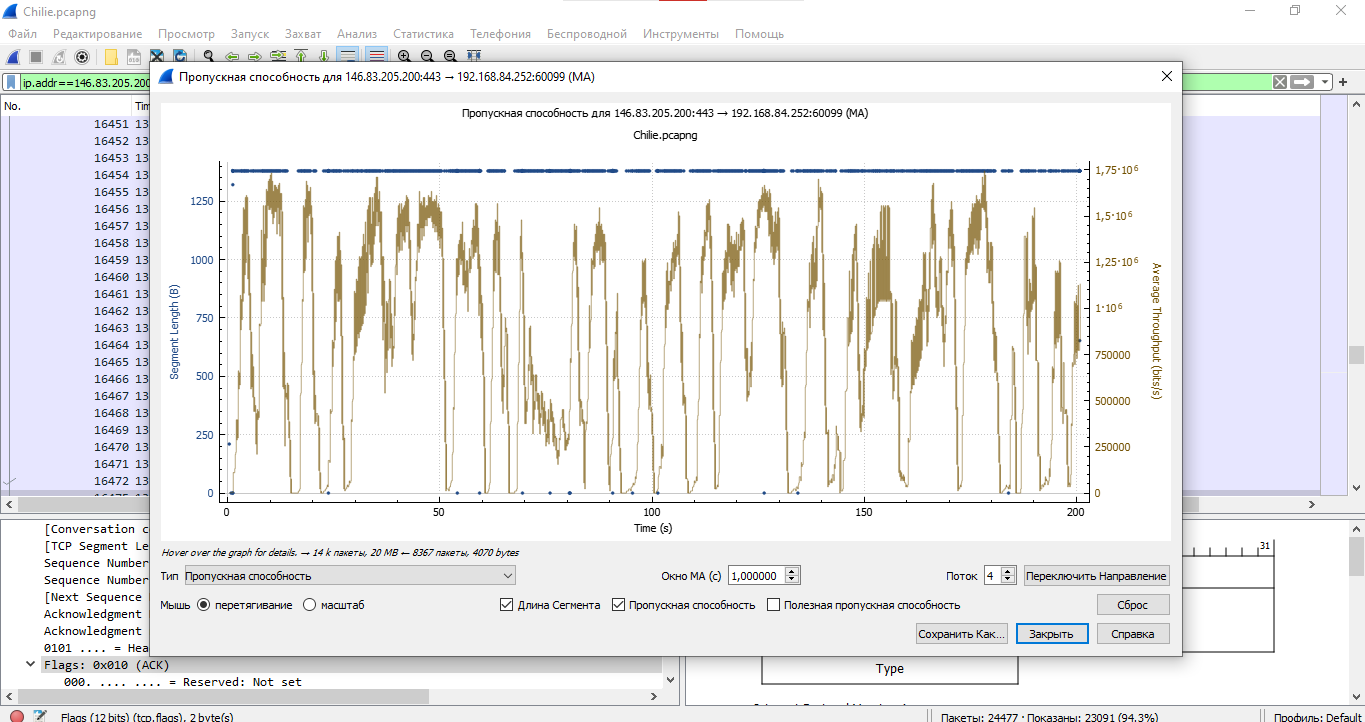 Chilie.pcapng
Файл Редактирование Просмотр Запуск Захват Анализ Статистика Телефония Беспроводной Инструменты Помощь
ip.addr==146.83.205.200
Пропускная способность для 146.83.205.200:443 → 192.168.84.252:60099 (MA)
No. Tim
16451 13
16452 13
16453 13
16454 13
16455 13
16456 13
16457 13
16458 13
16459 13
16460 13
16461 13
16462 13
16463 13
16464 13
16465 13
16466 13
16467 13
16468 13
16469 13
16470 13
16471 13
16472 13
Пропускная способность для 146.83.205.200:443 → 192.168.84.252:60099 (MA)
Chilie.pcapng
Segment Length (B)
1250
1000
750
500
250
0
1,75·10⁶
1,5·10⁶
1,25·10⁶
1·10⁶
750000
500000
250000
0
Average Throughput (bits/s)
0 50 100 150 200
Time (s)
Hover over the graph for details. → 14 k пакеты, 20 MB ← 8367 пакеты, 4070 bytes
Тип Пропускная способность Окно MA (с) 1,000000 Поток 4 Переключить Направление
Мышь перетягивание масштаб Длина Сегмента Пропускная способность Полезная пропускная способность Сброс
Сохранить Как... Закрыть Справка
[Conversation c
[TCP Segment Le
Sequence Number
Sequence Number
[Next Sequence
Acknowledgment
Acknowledgment
0101 .... = Hea
Flags: 0x010 (ACK)
000. .... .... = Reserved: Not set
31
Type
Flags (12 bits) (tcp.flags), 2 byte(s)
Пакеты: 24477 · Показаны: 23091 (94.3%)
Профиль: Default